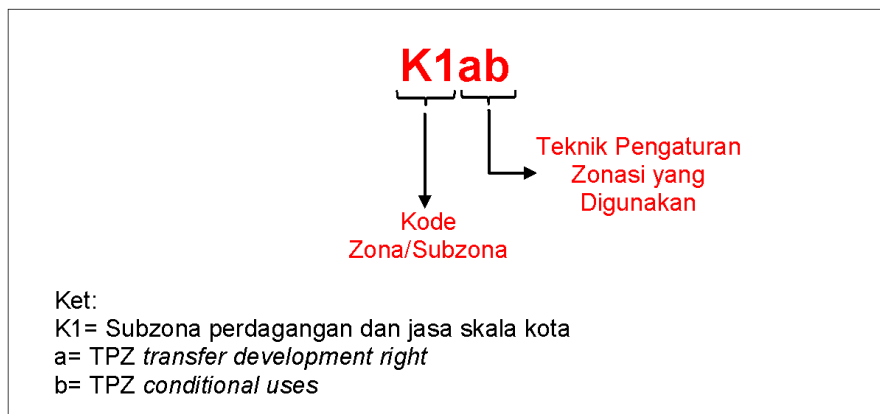 K1ab
Teknik Pengaturan
Zonasi yang
Digunakan
Kode
Zona/Subzona
Ket:
K1= Subzona perdagangan dan jasa skala kota
a= TPZ transfer development right
b= TPZ conditional uses